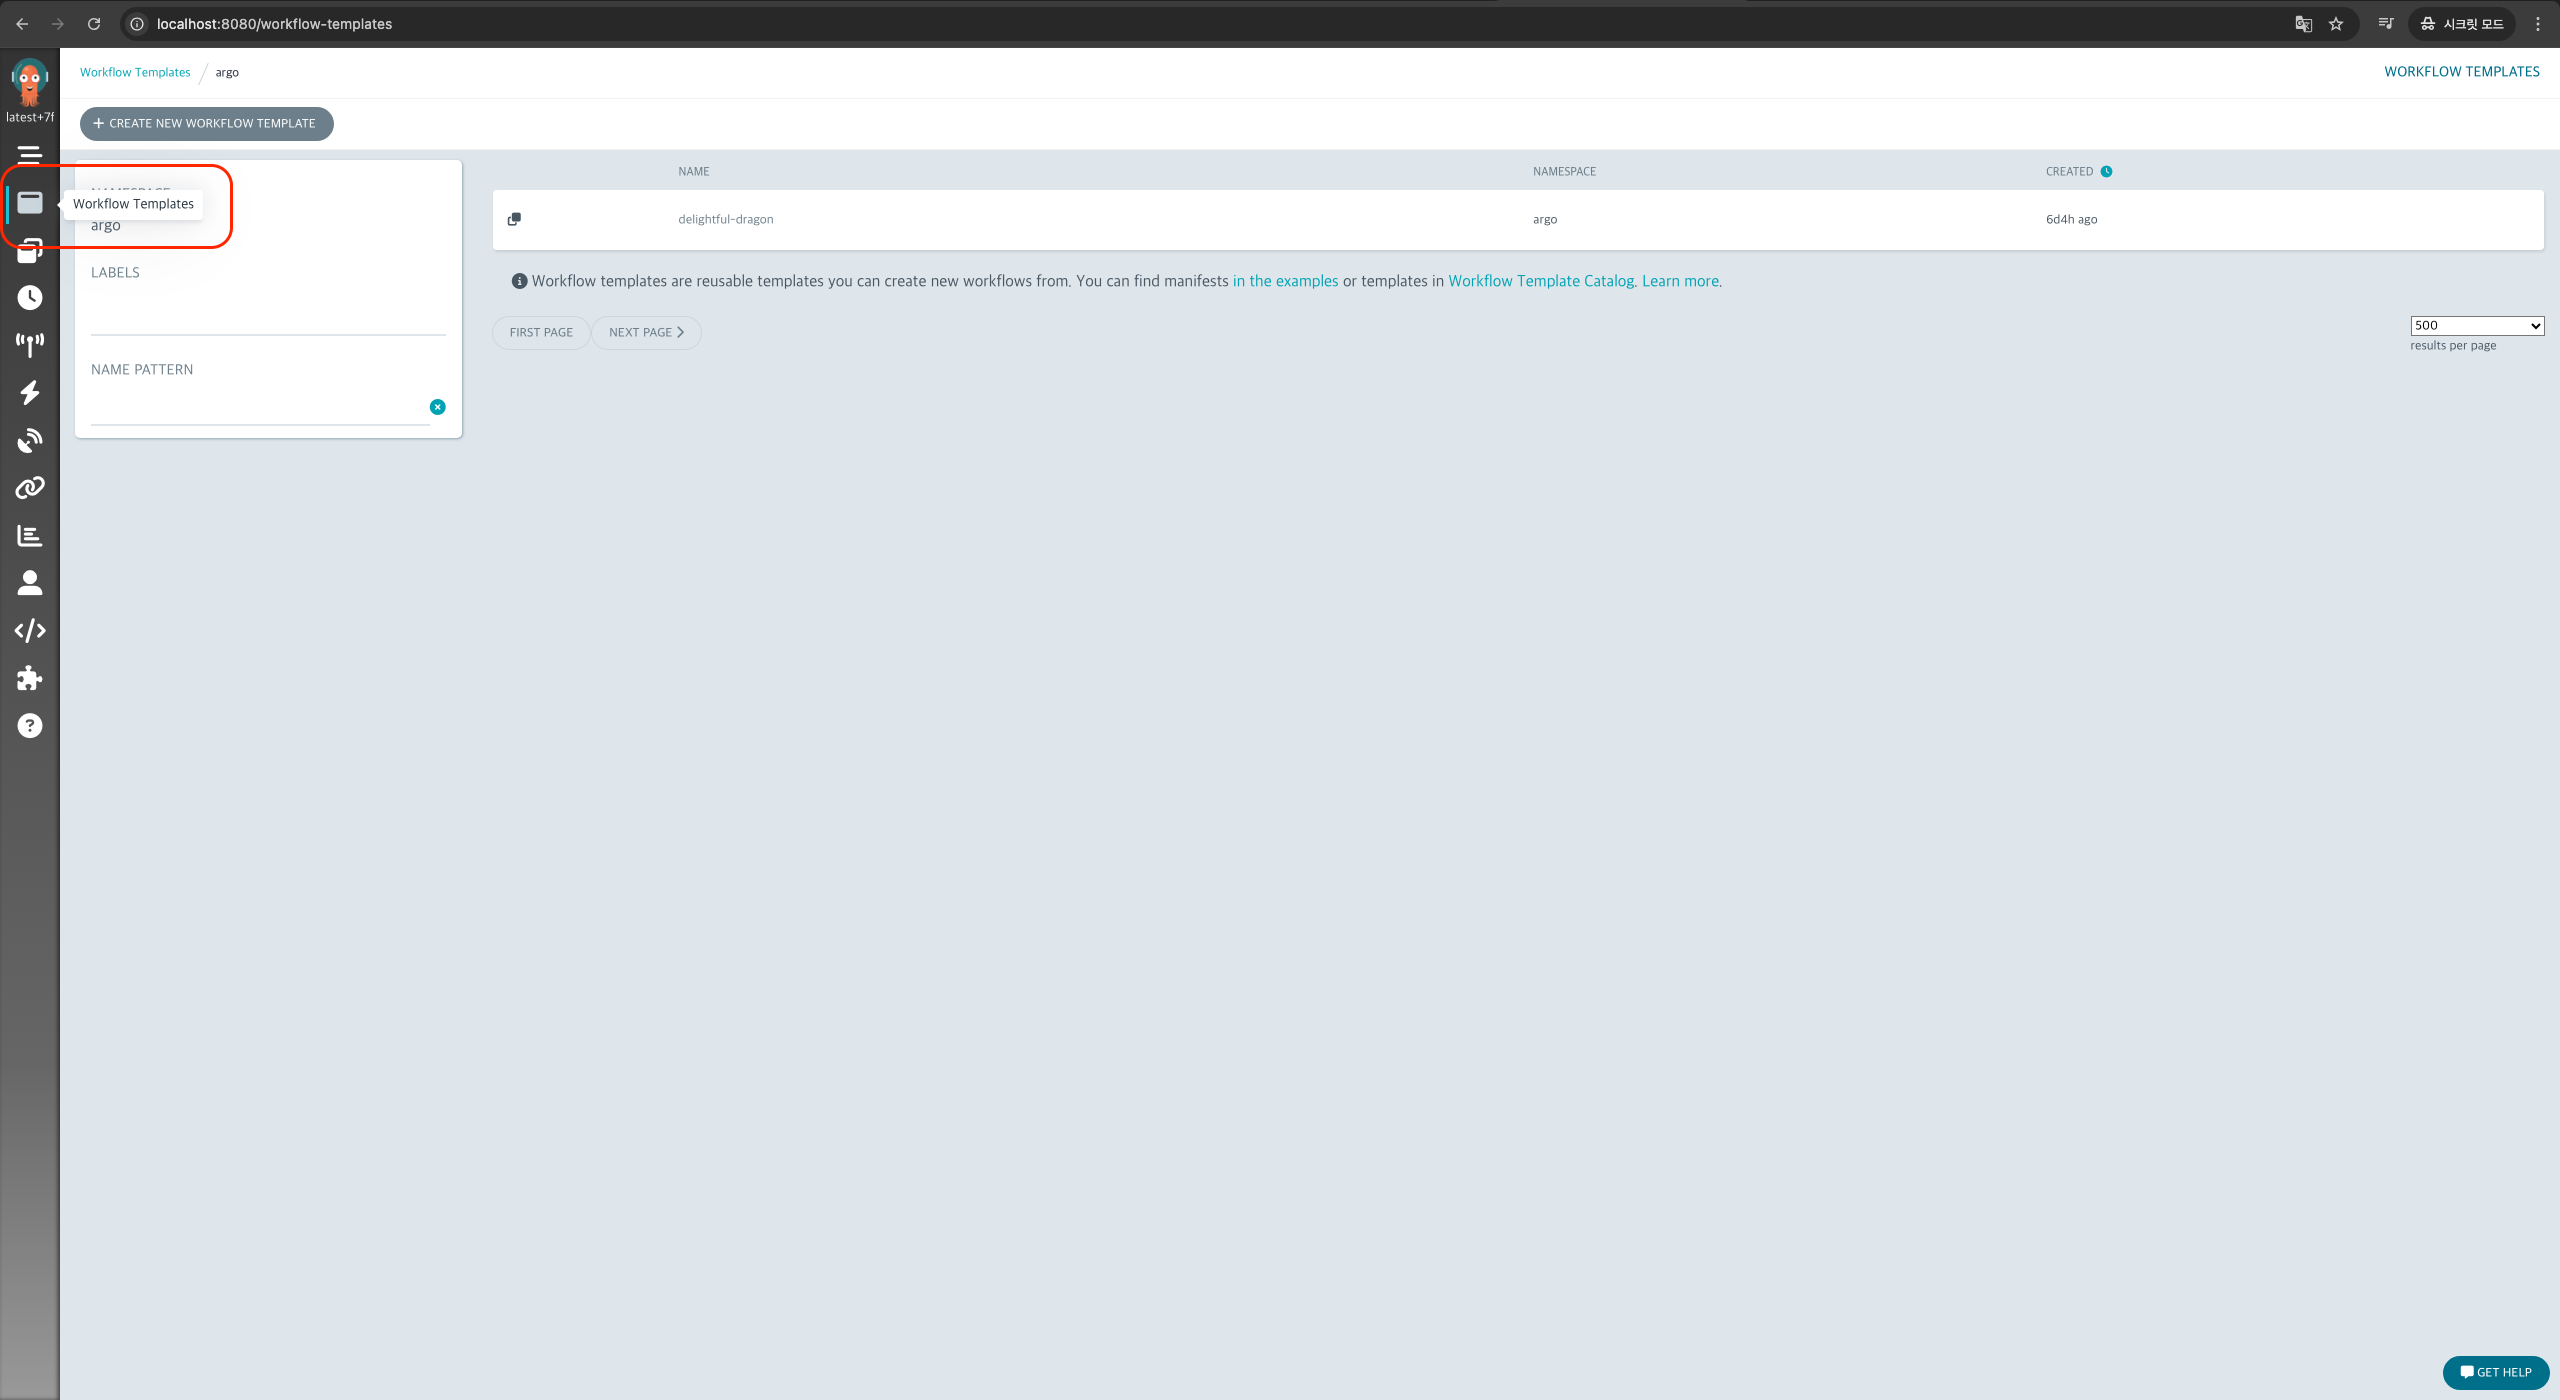 localhost:8080/workflow-templates
시크릿 모드
latest+7f
Workflow Templates / argo
WORKFLOW TEMPLATES
+ CREATE NEW WORKFLOW TEMPLATE
Workflow Templates
NAMESPACE
argo
LABELS
NAME PATTERN
NAME NAMESPACE CREATED
delightful-dragon argo 6d4h ago
Workflow templates are reusable templates you can create new workflows from. You can find manifests in the examples or templates in Workflow Template Catalog. Learn more.
FIRST PAGE NEXT PAGE
500
results per page
GET HELP